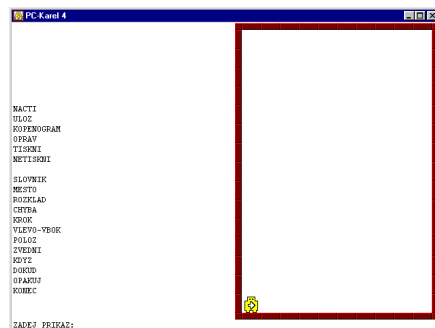 PC-Karel 4
NACTI
ULOZ
KOPENOGRAM
OPRAV
TISKNI
NETISKNI
SLOVNIK
MESTO
ROZKLAD
CHYBA
KROK
VLEVO-VBOK
POLOZ
ZVEDNI
KDYZ
DOKUD
OPAKUJ
KONEC
ZADEJ PRIKAZ: